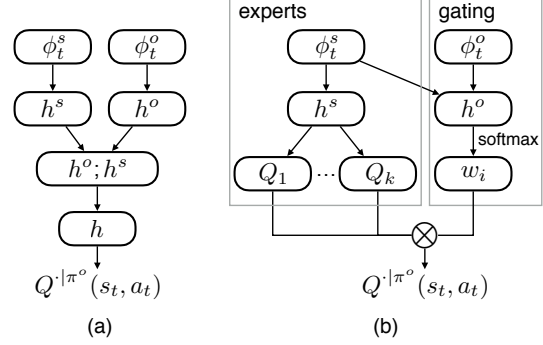 experts gating
ϕ_t^s ϕ_t^o ϕ_t^s ϕ_t^o
h^s h^o h^s h^o
softmax
h^o; h^s Q_1 ... Q_k w_i
h
⊗
Q^{·|π^o}(s_t, a_t) Q^{·|π^o}(s_t, a_t)
(a) (b)